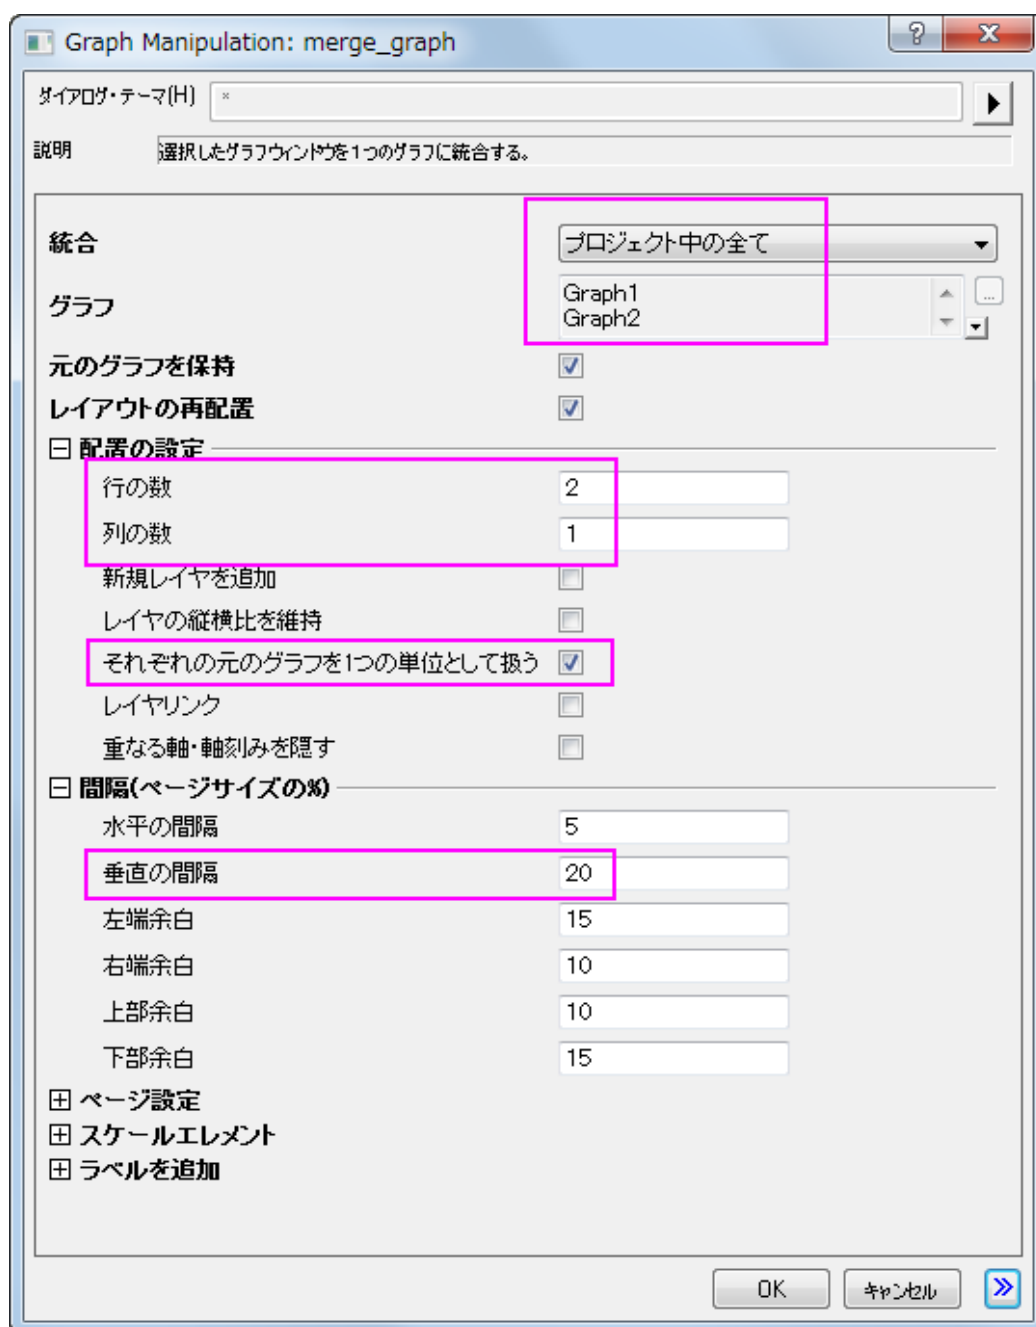 Graph Manipulation: merge_graph
ダイアログ・テーマ(H) *
説明 選択したグラフウィンドウを1つのグラフに統合する。
統合 プロジェクト中の全て
グラフ Graph1
Graph2
元のグラフを保持
レイアウトの再配置
配置の設定
行の数 2
列の数 1
新規レイヤを追加
レイヤの縦横比を維持
それぞれの元のグラフを1つの単位として扱う
レイヤリンク
重なる軸・軸刻みを隠す
間隔(ページサイズの%)
水平の間隔 5
垂直の間隔 20
左端余白 15
右端余白 10
上部余白 10
下部余白 15
ページ設定
スケールエレメント
ラベルを追加
OK キャンセル